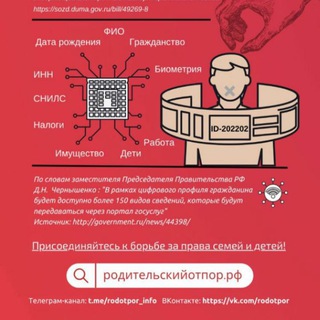 https://sozd.duma.gov.ru/bill/49269-8
ФИО
Дата рождения
Гражданство
ИНН
Биометрия
СНИЛС
ID-202202
Налоги
Работа
Имущество
Дети
По словам заместителя Председателя Правительства РФ
Д.Н. Чернышенко : "В рамках цифрового профиля гражданина
будет доступно более 150 видов сведений, которые будут
передаваться через портал госуслуг"
Источник: http://government.ru/news/44398/
Присоединяйтесь к борьбе за права семей и детей!
родительскийотпор.рф
Телеграм-канал: t.me/rodotpor_info ВКонтакте: https://vk.com/rodotpor